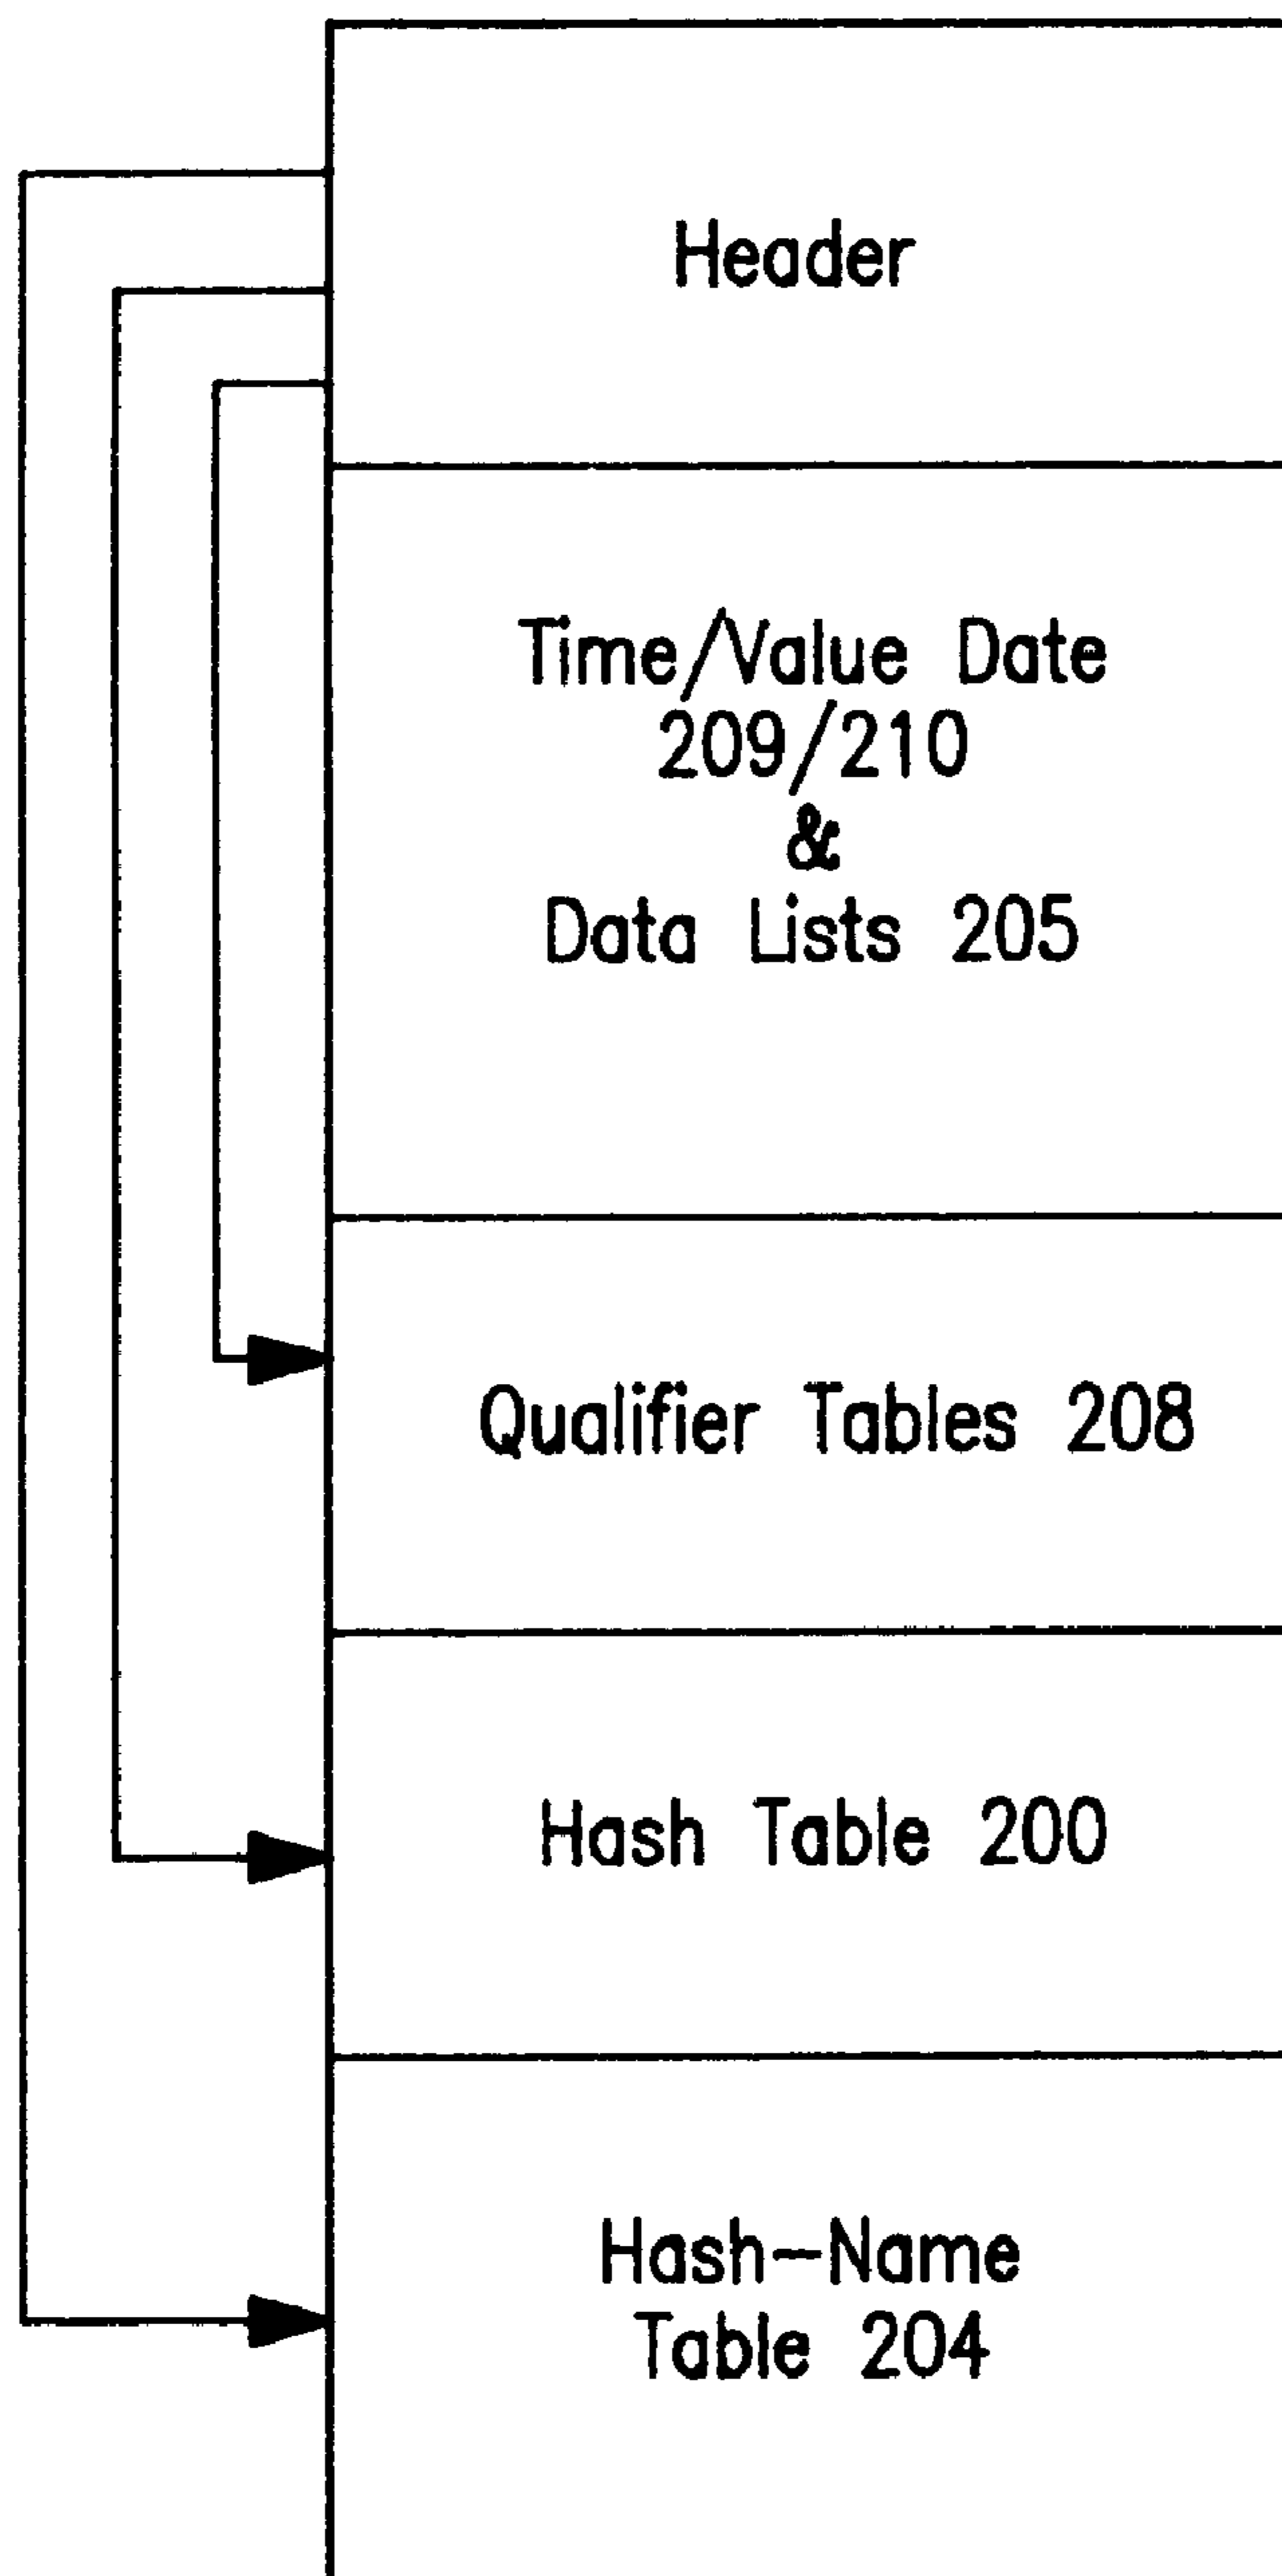 Header
Time/Value Date
209/210
&
Data Lists 205
Qualifier Tables 208
Hash Table 200
Hash-Name
Table 204